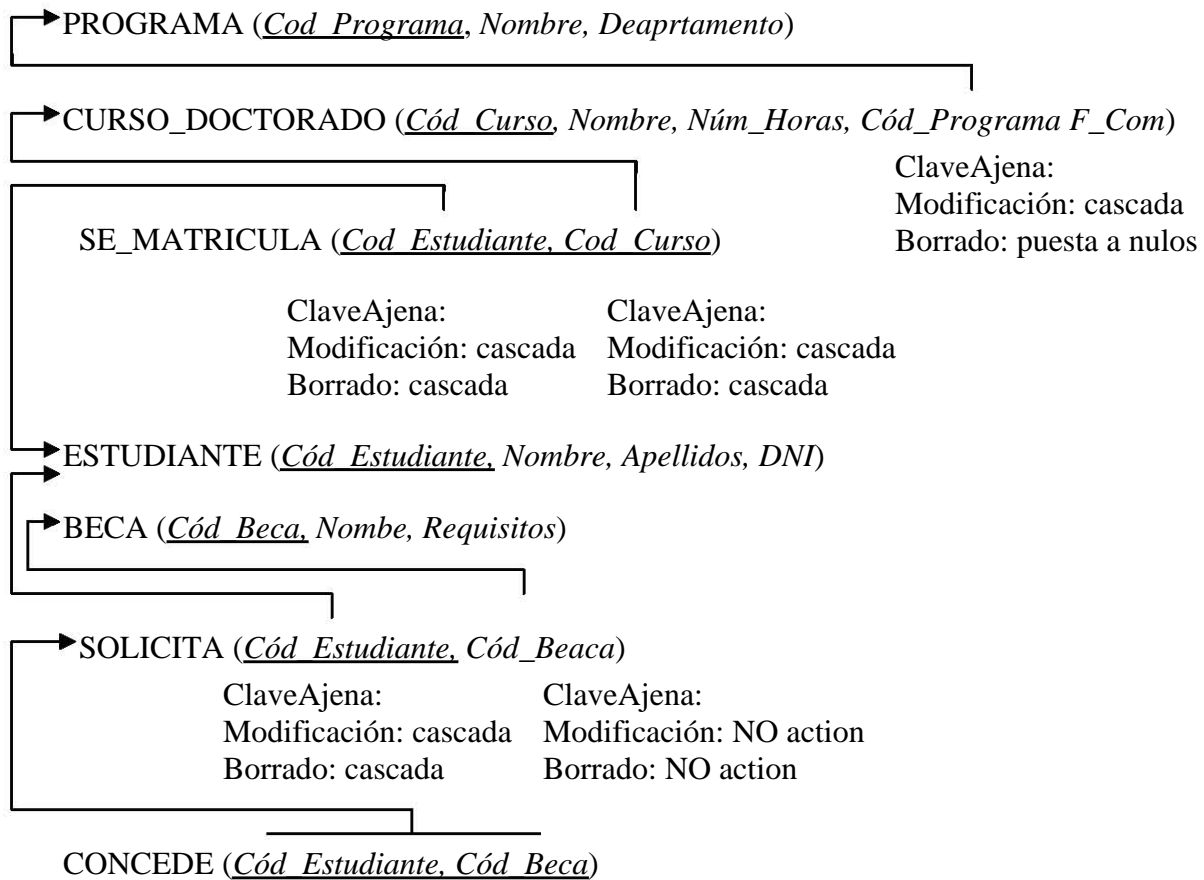 PROGRAMA (Cod_Programa, Nombre, Deaprtamento)
CURSO_DOCTORADO (Cód_Curso, Nombre, Núm_Horas, Cód_Programa F_Com)
ClaveAjena:
Modificación: cascada
Borrado: puesta a nulos
SE_MATRICULA (Cod_Estudiante, Cod_Curso)
ClaveAjena: ClaveAjena:
Modificación: cascada Modificación: cascada
Borrado: cascada Borrado: cascada
ESTUDIANTE (Cód_Estudiante, Nombre, Apellidos, DNI)
BECA (Cód_Beca, Nombe, Requisitos)
SOLICITA (Cód_Estudiante, Cód_Beaca)
ClaveAjena: ClaveAjena:
Modificación: cascada Modificación: NO action
Borrado: cascada Borrado: NO action
CONCEDE (Cód_Estudiante, Cód_Beca)